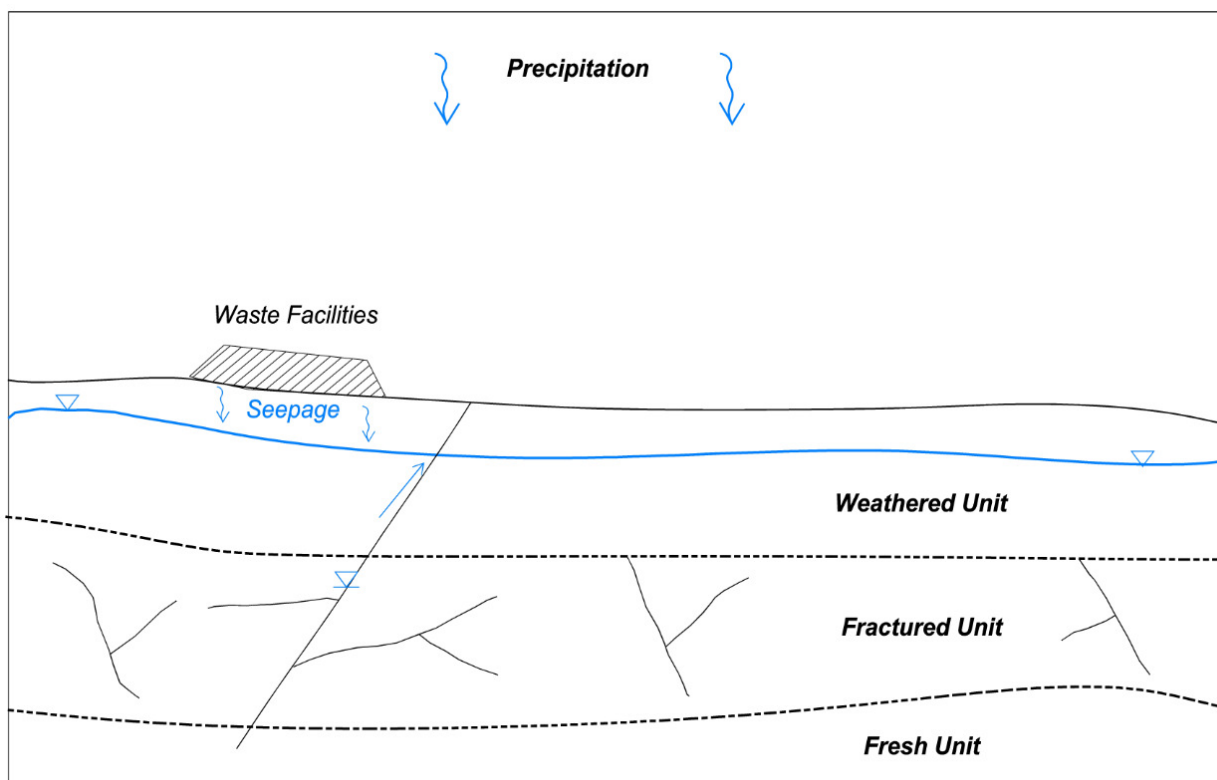 Precipitation
Waste Facilities
Seepage
Weathered Unit
Fractured Unit
Fresh Unit